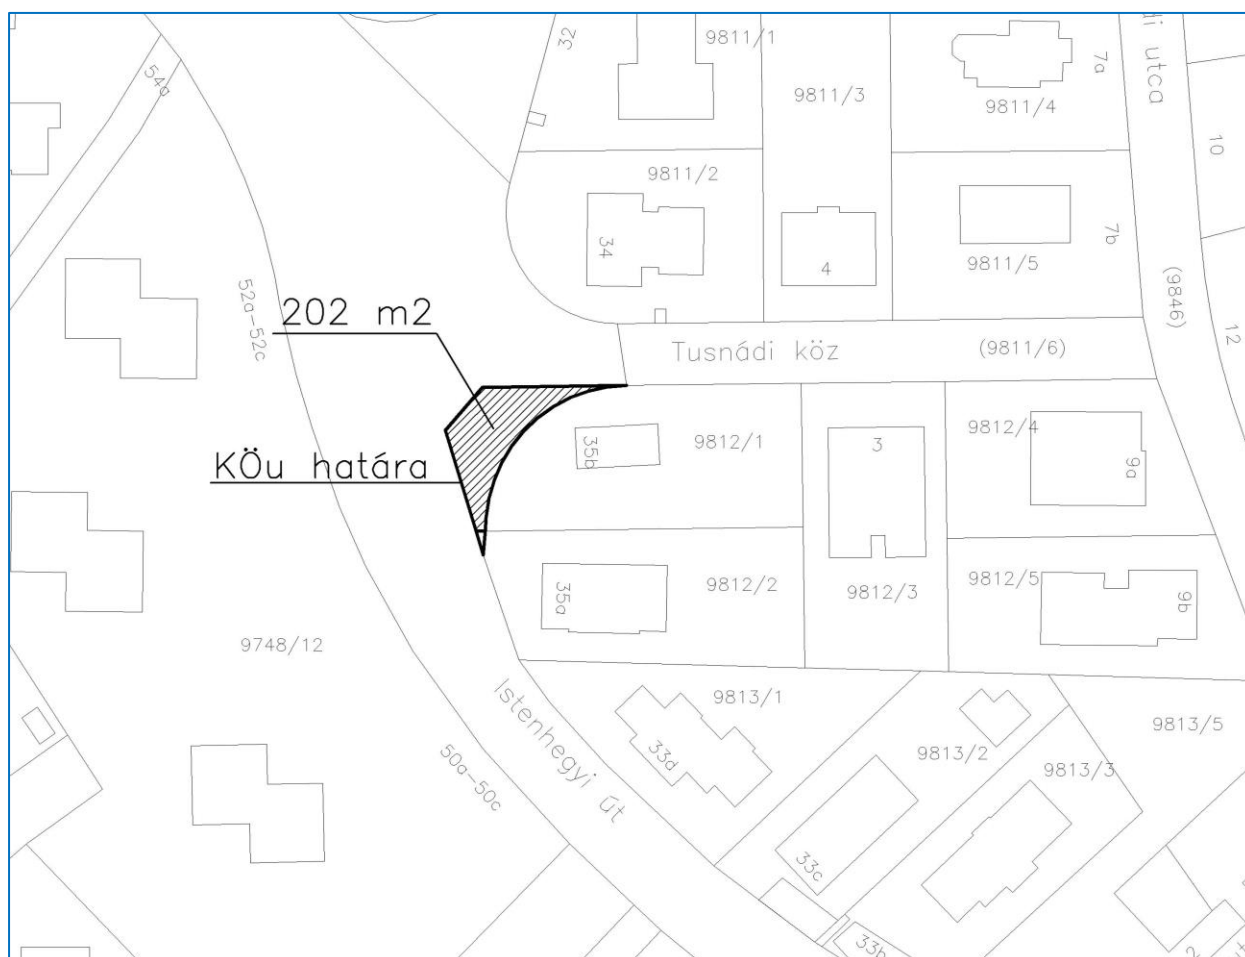 32
9811/1
di utca
7a
54a
9811/3
9811/4
10
9811/2
34
4
7b
9811/5
(9846)
12
52a-52c
202 m2
Tusnádi köz
(9811/6)
35b
9812/1
3
9812/4
9a
KÖu határa
35a
9812/2
9812/3
9812/5
9b
9748/12
Istenhegyi út
9813/1
9813/5
33d
9813/2
9813/3
50a-50c
33c
33b